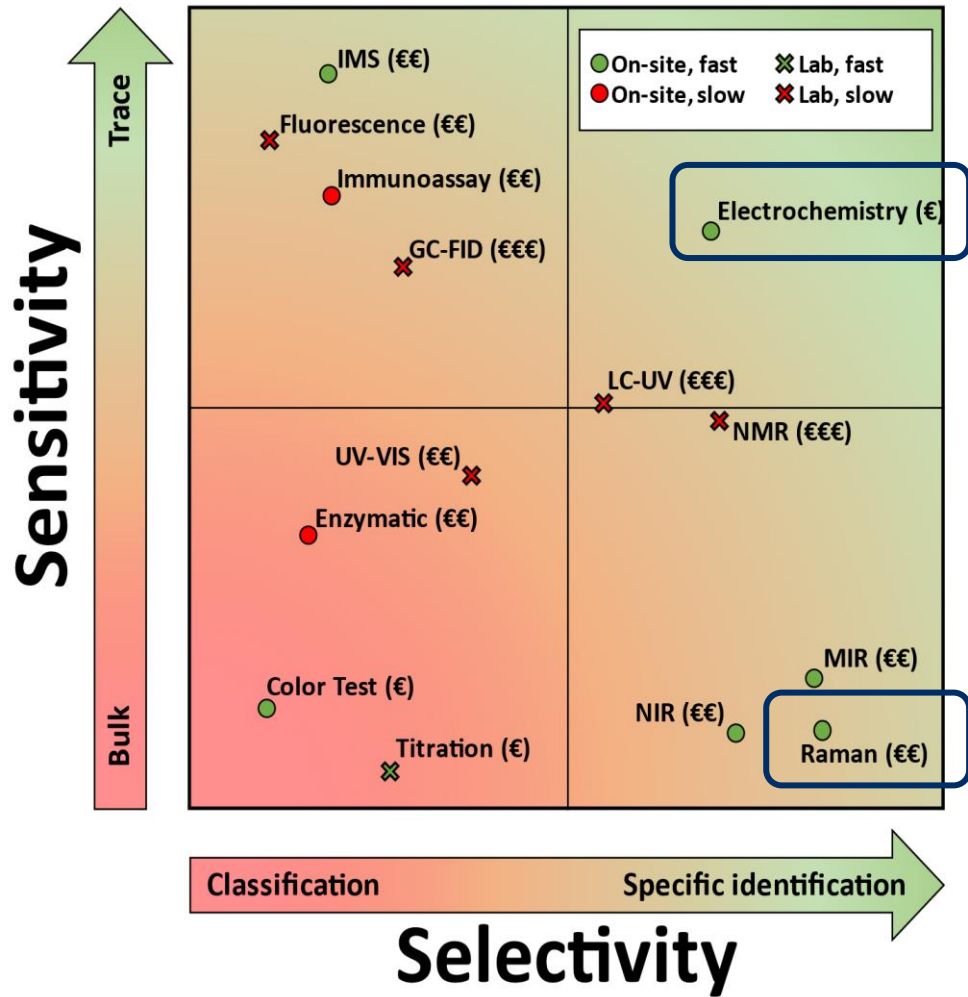 IMS (€€)
On-site, fast
Lab, fast
On-site, slow
Lab, slow
Trace
Fluorescence (€€)
Immunoassay (€€)
Electrochemistry (€)
GC-FID (€€€)
Sensitivity
LC-UV (€€€)
NMR (€€€)
UV-VIS (€€)
Enzymatic (€€)
MIR (€€)
Color Test (€)
NIR (€€)
Bulk
Titration (€)
Raman (€€)
Classification
Specific identification
Selectivity